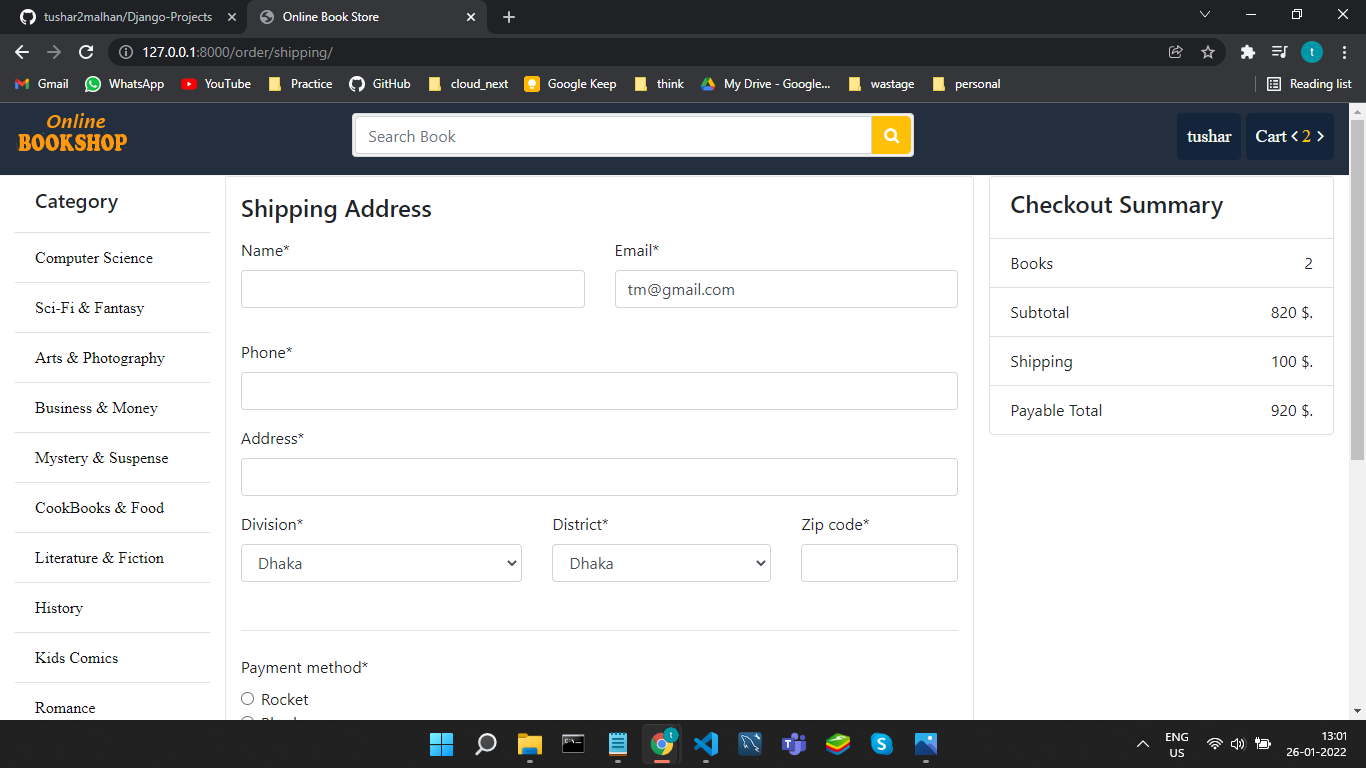 tushar2malhan/Django-Projects
Online Book Store
127.0.0.1:8000/order/shipping/
t
Gmail
WhatsApp
YouTube
Practice
GitHub
cloud_next
Google Keep
think
My Drive - Google...
wastage
personal
Reading list
Online
BOOKSHOP
Search Book
tushar
Cart < 2 >
Category
Computer Science
Sci-Fi & Fantasy
Arts & Photography
Business & Money
Mystery & Suspense
CookBooks & Food
Literature & Fiction
History
Kids Comics
Romance
Shipping Address
Name*
Email*
tm@gmail.com
Phone*
Address*
Division*
District*
Zip code*
Dhaka
Dhaka
Payment method*
Rocket
Checkout Summary
Books 2
Subtotal 820 $.
Shipping 100 $.
Payable Total 920 $.
t
ENG
US
13:01
26-01-2022